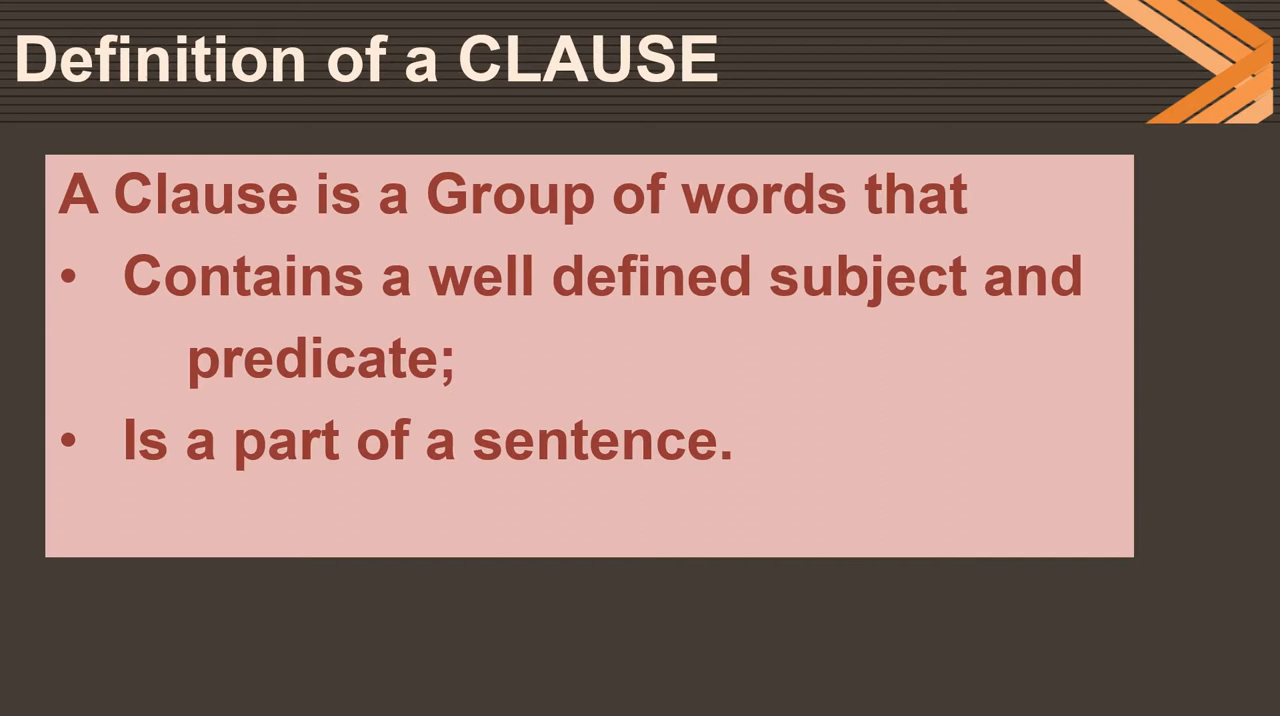 Definition of a CLAUSE
A Clause is a Group of words that
• Contains a well defined subject and
predicate;
• Is a part of a sentence.